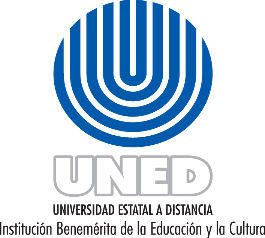 UNED
UNIVERSIDAD ESTATAL A DISTANCIA
Institución Benemérita de la Educación y la Cultura